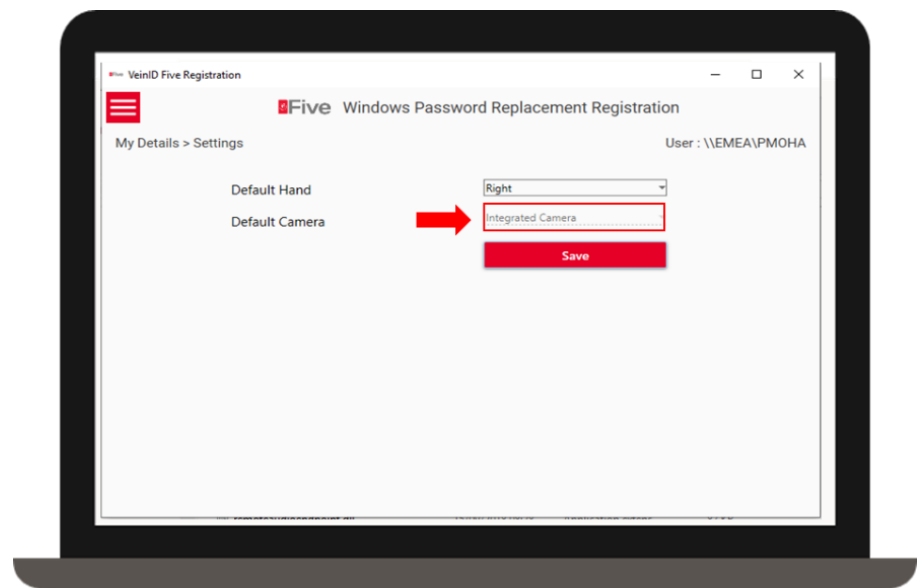 VeinID Five Registration
Five Windows Password Replacement Registration
My Details > Settings
User : \\EMEA\PMOHA
Default Hand
Right
Default Camera
Integrated Camera
Save